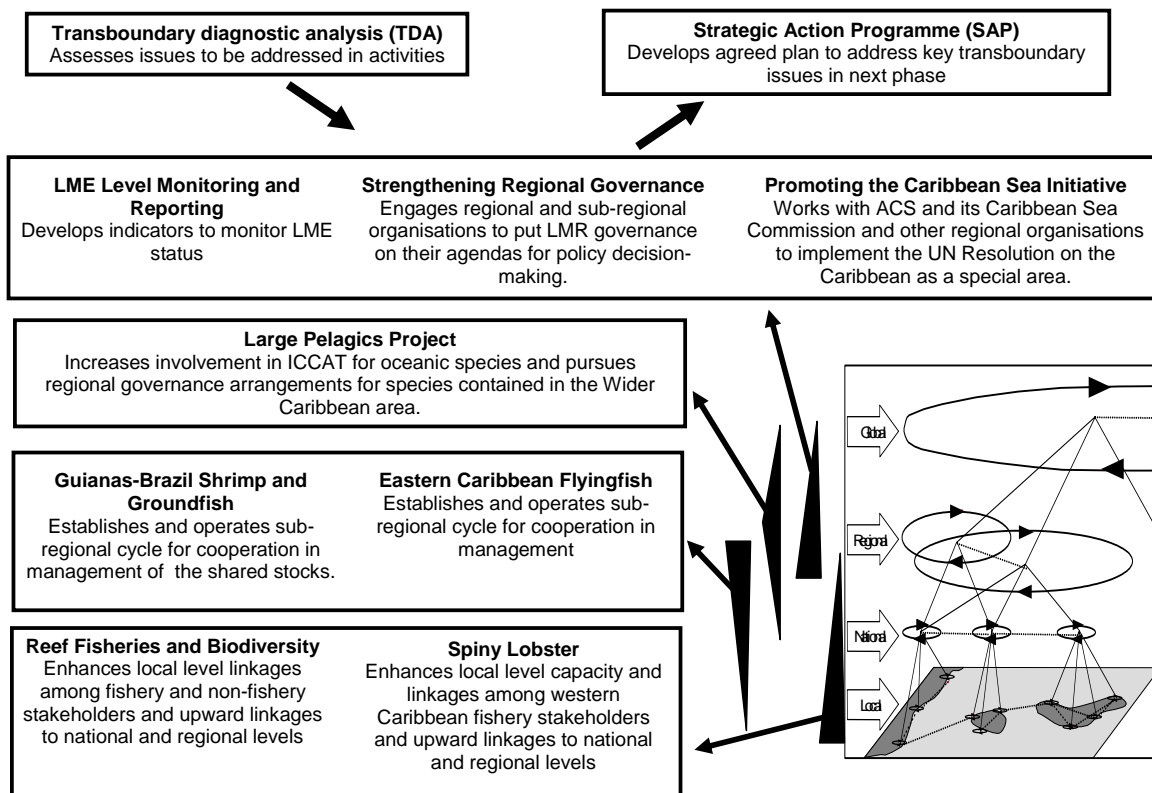 Transboundary diagnostic analysis (TDA)
Assesses issues to be addressed in activities
Strategic Action Programme (SAP)
Develops agreed plan to address key transboundary
issues in next phase
LME Level Monitoring and
Reporting
Develops indicators to monitor LME
status
Strengthening Regional Governance
Engages regional and sub-regional
organisations to put LMR governance
on their agendas for policy decision-
making.
Promoting the Caribbean Sea Initiative
Works with ACS and its Caribbean Sea
Commission and other regional organisations
to implement the UN Resolution on the
Caribbean as a special area.
Large Pelagics Project
Increases involvement in ICCAT for oceanic species and pursues
regional governance arrangements for species contained in the Wider
Caribbean area.
Guianas-Brazil Shrimp and
Groundfish
Establishes and operates sub-
regional cycle for cooperation in
management of the shared stocks.
Eastern Caribbean Flyingfish
Establishes and operates sub-
regional cycle for cooperation in
management
Reef Fisheries and Biodiversity
Enhances local level linkages
among fishery and non-fishery
stakeholders and upward linkages
to national and regional levels
Spiny Lobster
Enhances local level capacity and
linkages among western
Caribbean fishery stakeholders
and upward linkages to national
and regional levels
Global
Regional
National
Local